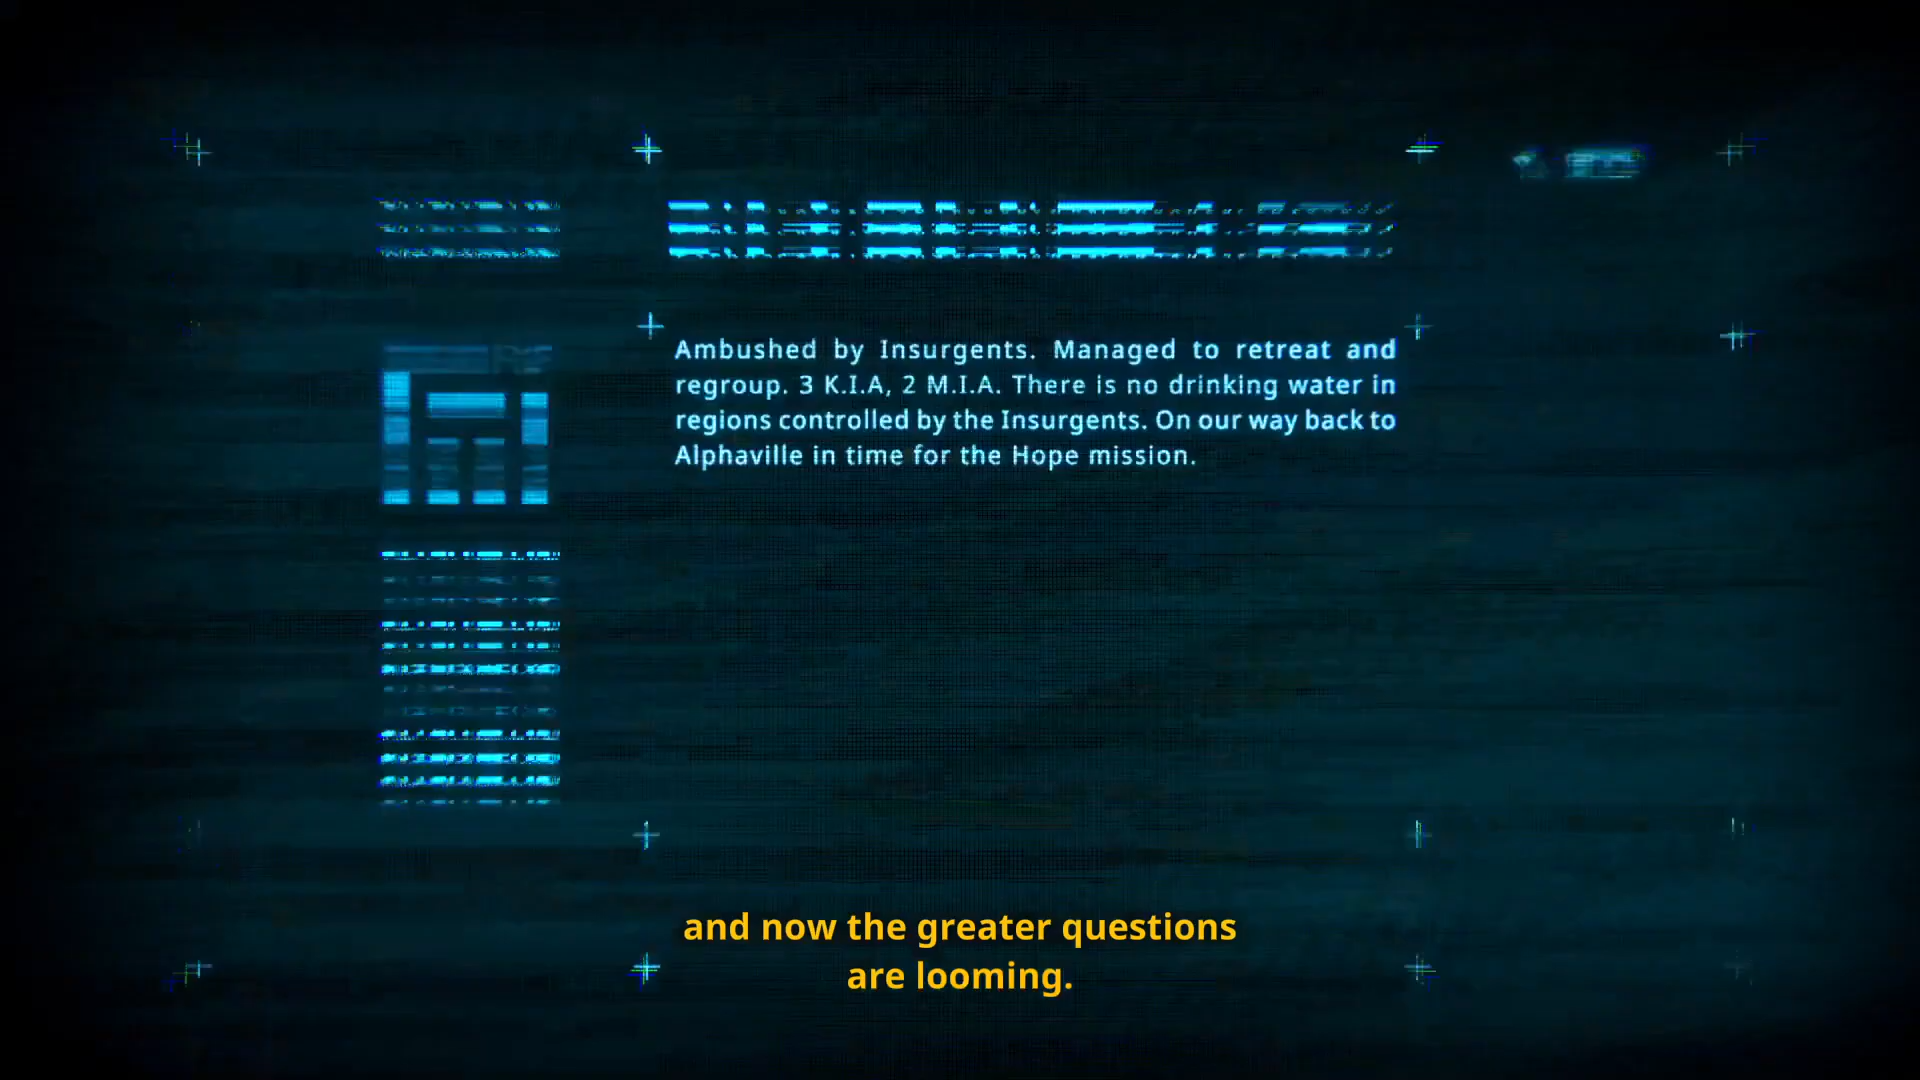 Ambushed by Insurgents. Managed to retreat and
regroup. 3 K.I.A, 2 M.I.A. There is no drinking water in
regions controlled by the Insurgents. On our way back to
Alphaville in time for the Hope mission.
and now the greater questions
are looming.